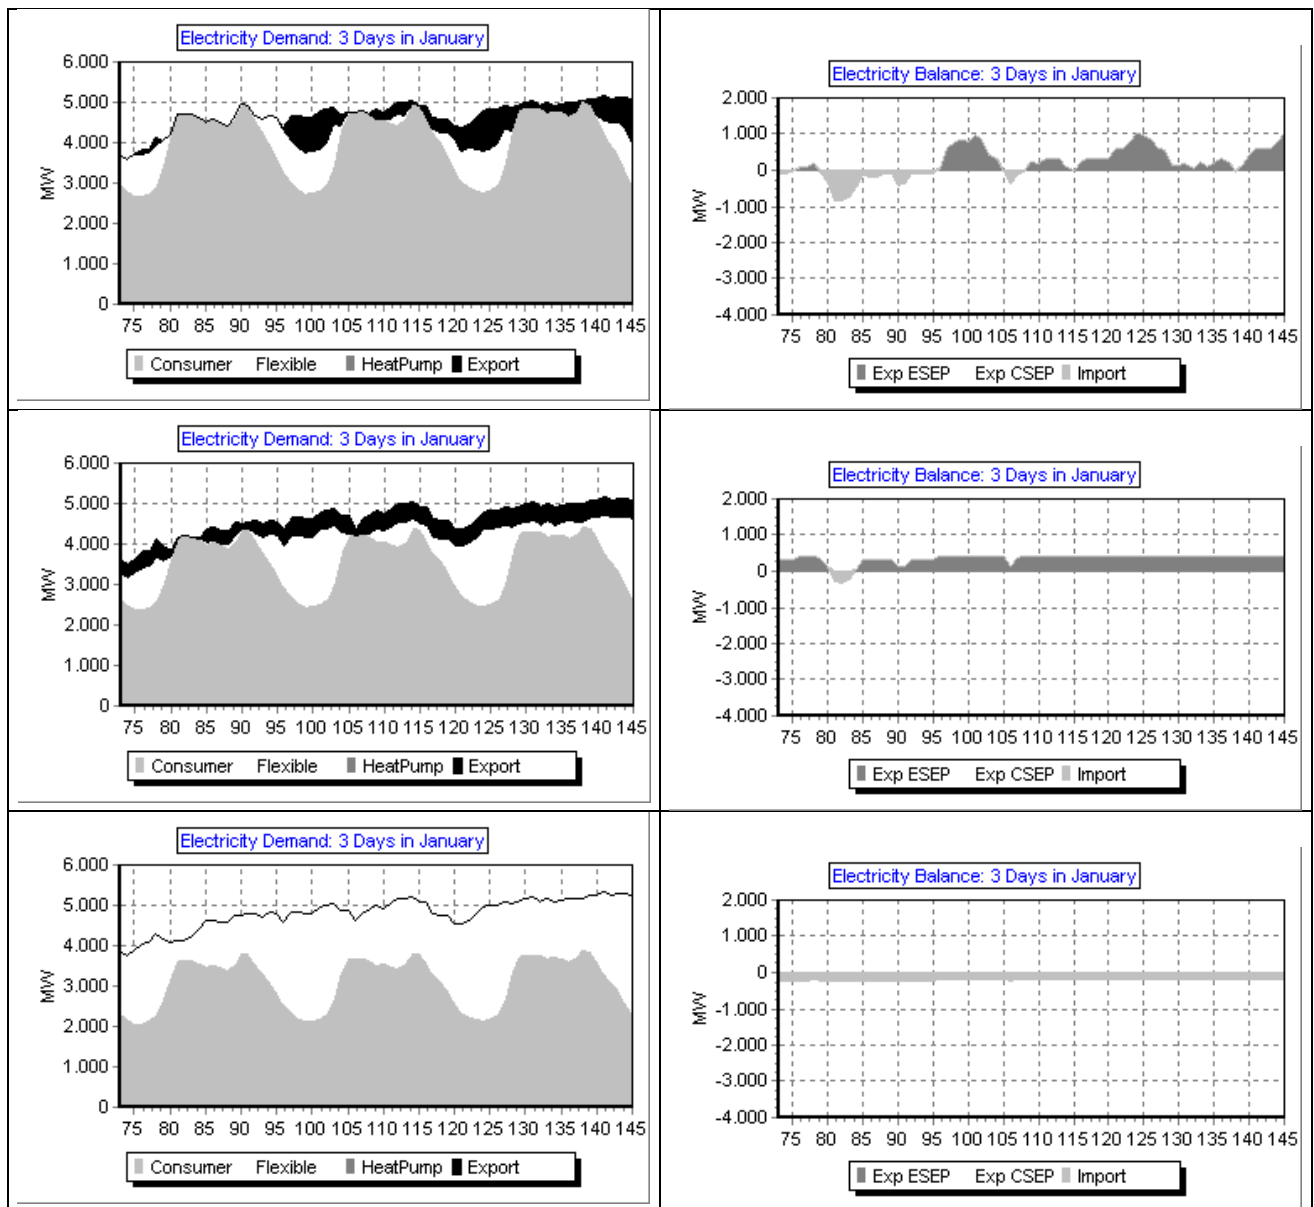 Electricity Demand: 3 Days in January
6.000
5.000
4.000
3.000
2.000
1.000
0
MW
75 80 85 90 95 100 105 110 115 120 125 130 135 140 145
Consumer Flexible HeatPump Export
Electricity Balance: 3 Days in January
2.000
1.000
0
-1.000
-2.000
-3.000
-4.000
MW
75 80 85 90 95 100 105 110 115 120 125 130 135 140 145
Exp ESEP Exp CSEP Import
Electricity Demand: 3 Days in January
6.000
5.000
4.000
3.000
2.000
1.000
0
MW
75 80 85 90 95 100 105 110 115 120 125 130 135 140 145
Consumer Flexible HeatPump Export
Electricity Balance: 3 Days in January
2.000
1.000
0
-1.000
-2.000
-3.000
-4.000
MW
75 80 85 90 95 100 105 110 115 120 125 130 135 140 145
Exp ESEP Exp CSEP Import
Electricity Demand: 3 Days in January
6.000
5.000
4.000
3.000
2.000
1.000
0
MW
75 80 85 90 95 100 105 110 115 120 125 130 135 140 145
Consumer Flexible HeatPump Export
Electricity Balance: 3 Days in January
2.000
1.000
0
-1.000
-2.000
-3.000
-4.000
MW
75 80 85 90 95 100 105 110 115 120 125 130 135 140 145
Exp ESEP Exp CSEP Import